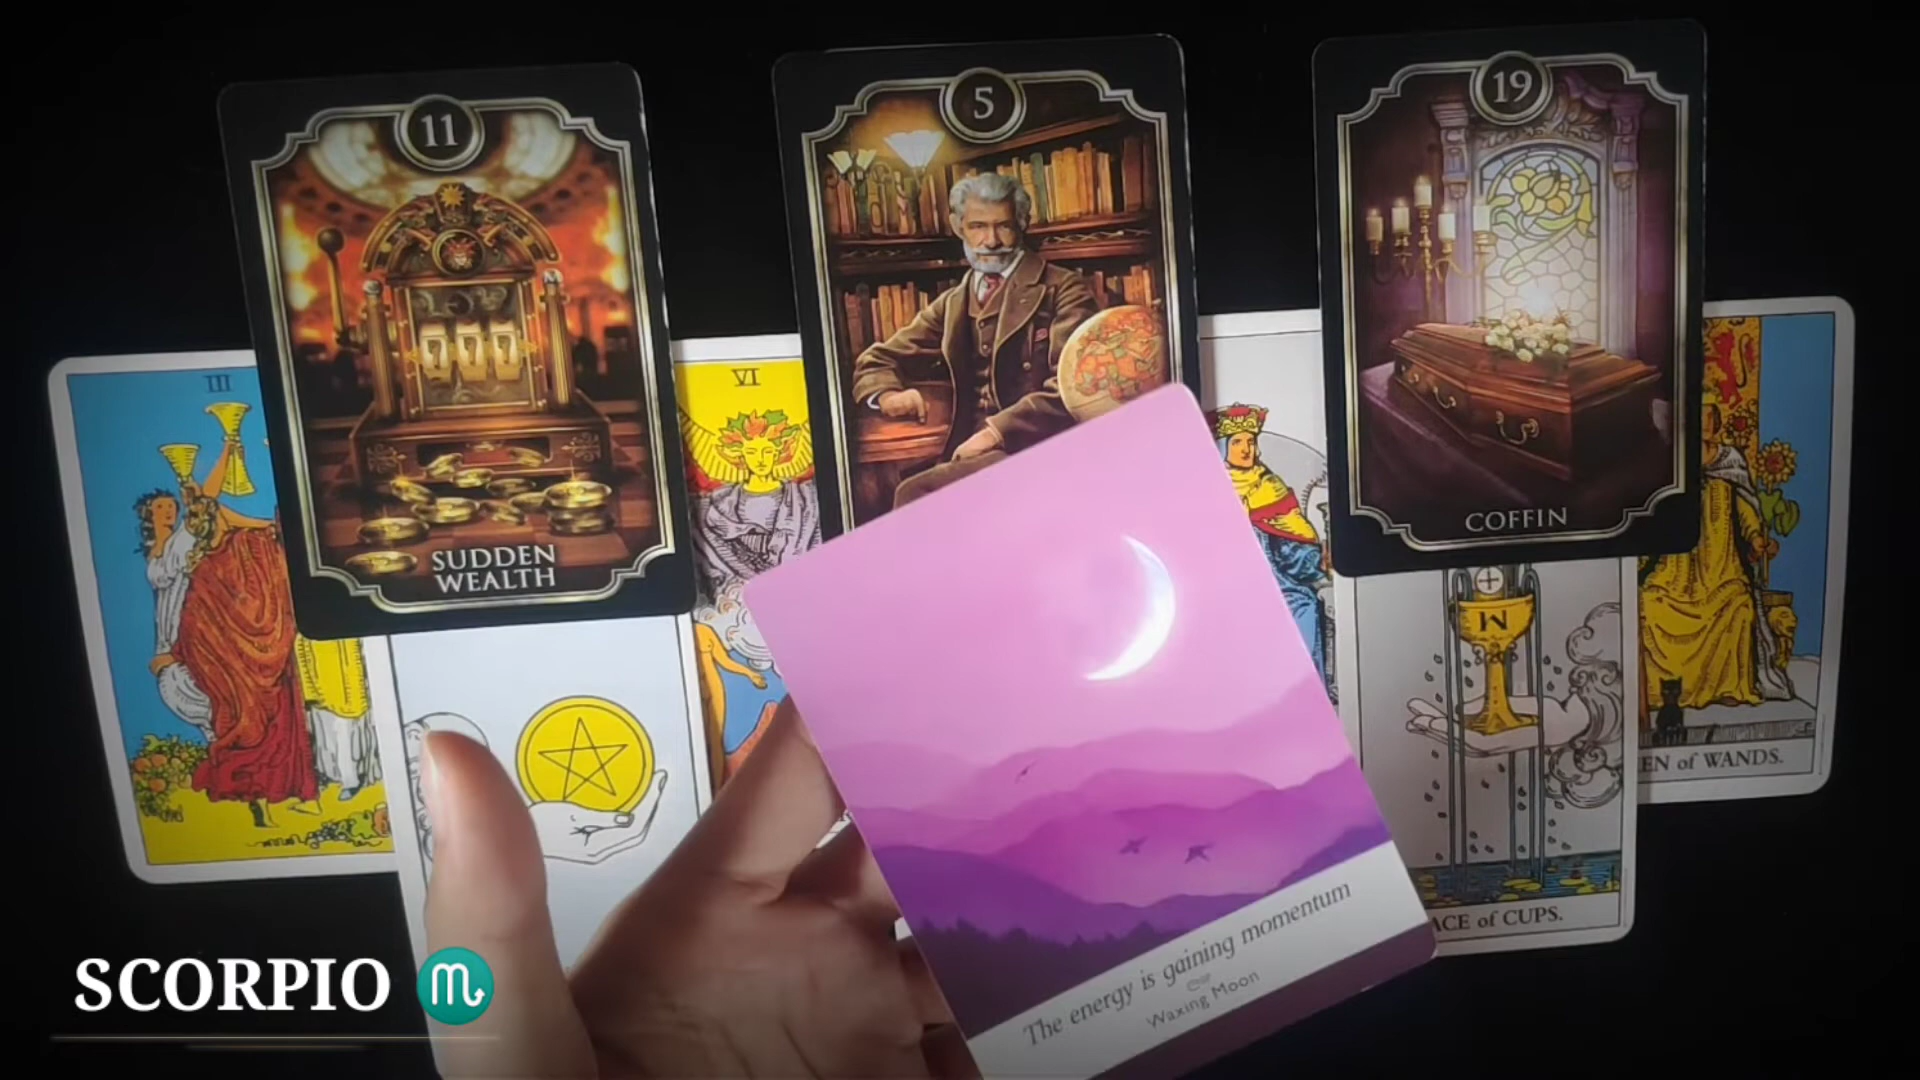 11
5
19
777
SUDDEN
WEALTH
COFFIN
III
VI
EN of WANDS.
ACE of CUPS.
The energy is gaining momentum
Waxing Moon
SCORPIO ♏